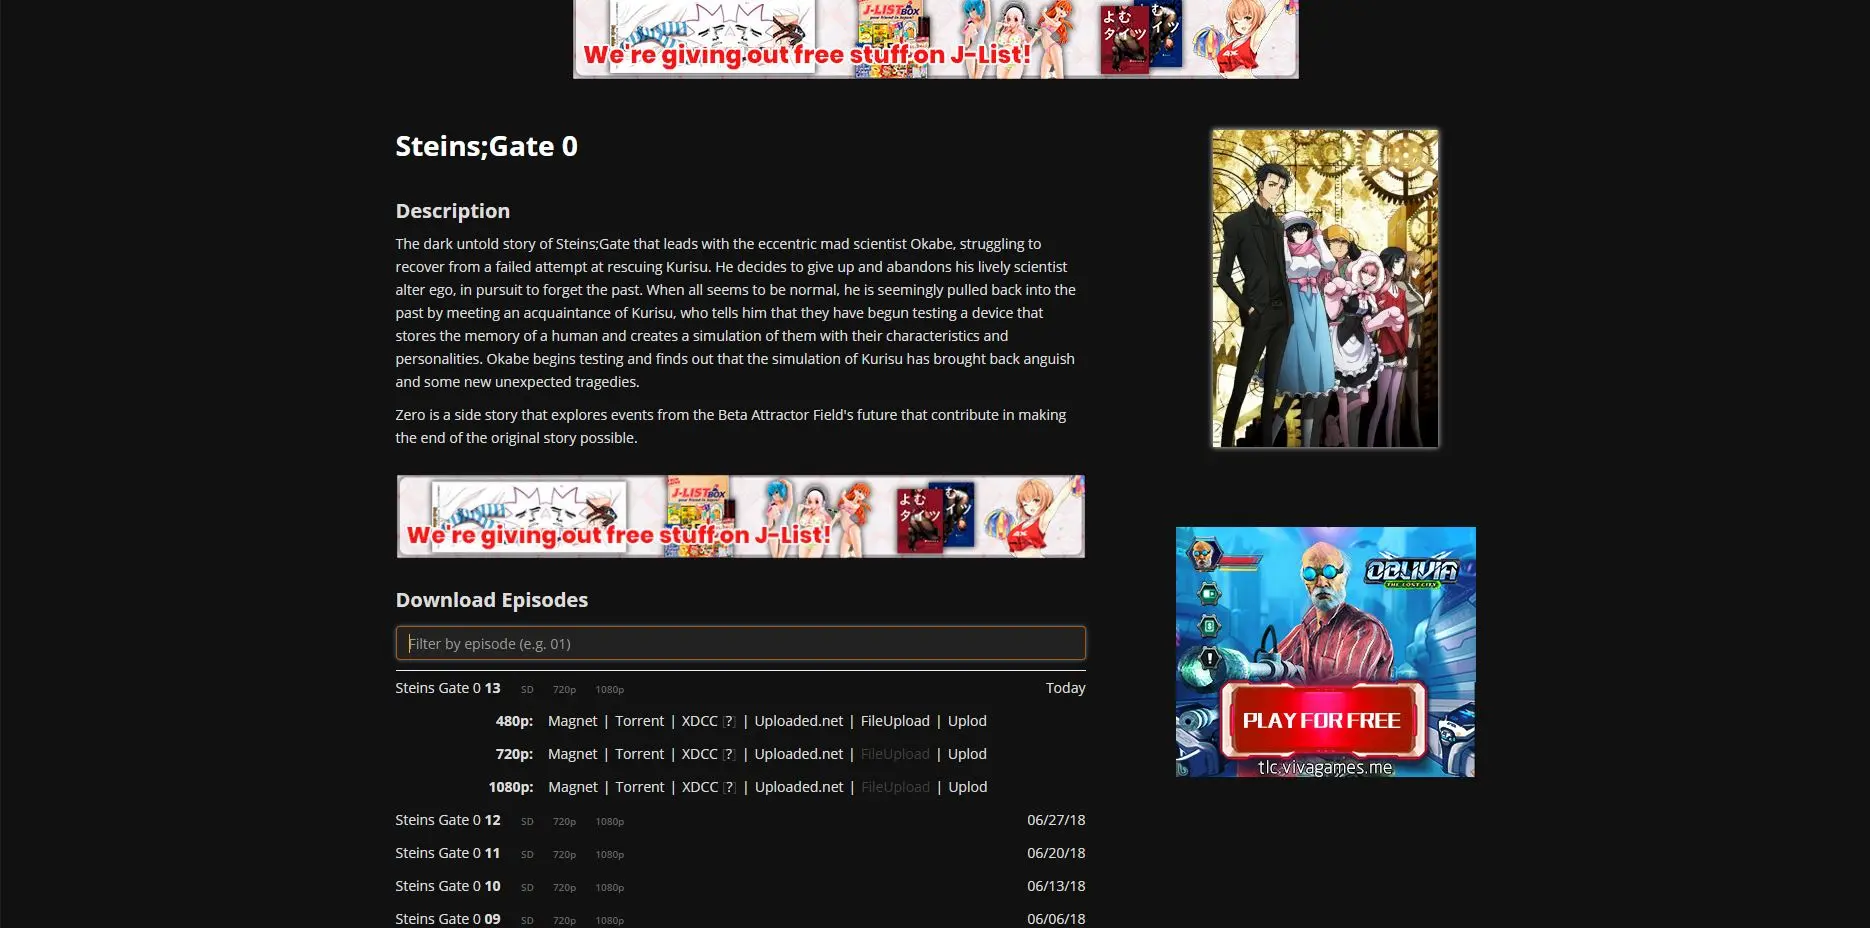 J-LIST BOX
your friend in Japan!
よむ
タイツ
We're giving out free stuff on J-List!
Steins;Gate 0
Description
The dark untold story of Steins;Gate that leads with the eccentric mad scientist Okabe, struggling to
recover from a failed attempt at rescuing Kurisu. He decides to give up and abandons his lively scientist
alter ego, in pursuit to forget the past. When all seems to be normal, he is seemingly pulled back into the
past by meeting an acquaintance of Kurisu, who tells him that they have begun testing a device that
stores the memory of a human and creates a simulation of them with their characteristics and
personalities. Okabe begins testing and finds out that the simulation of Kurisu has brought back anguish
and some new unexpected tragedies.
Zero is a side story that explores events from the Beta Attractor Field's future that contribute in making
the end of the original story possible.
J-LIST BOX
your friend in Japan!
よむ
タイツ
We're giving out free stuff on J-List!
OBLIVIA
THE LOST CITY
PLAY FOR FREE
tlc.vivagames.me
Download Episodes
Filter by episode (e.g. 01)
Steins Gate 0 13 SD 720p 1080p Today
480p: Magnet | Torrent | XDCC [?] | Uploaded.net | FileUpload | Uplod
720p: Magnet | Torrent | XDCC [?] | Uploaded.net | FileUpload | Uplod
1080p: Magnet | Torrent | XDCC [?] | Uploaded.net | FileUpload | Uplod
Steins Gate 0 12 SD 720p 1080p 06/27/18
Steins Gate 0 11 SD 720p 1080p 06/20/18
Steins Gate 0 10 SD 720p 1080p 06/13/18
Steins Gate 0 09 SD 720p 1080p 06/06/18